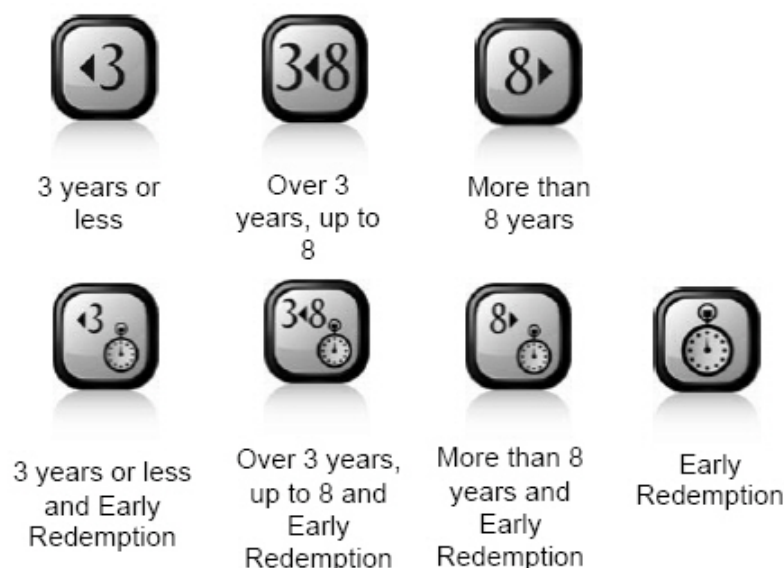 ◂3
3◂8
8▸
3 years or
less
Over 3
years, up to
8
More than
8 years
◂3
3◂8
8▸
3 years or less
and Early
Redemption
Over 3 years,
up to 8 and
Early
Redemption
More than 8
years and
Early
Redemption
Early
Redemption